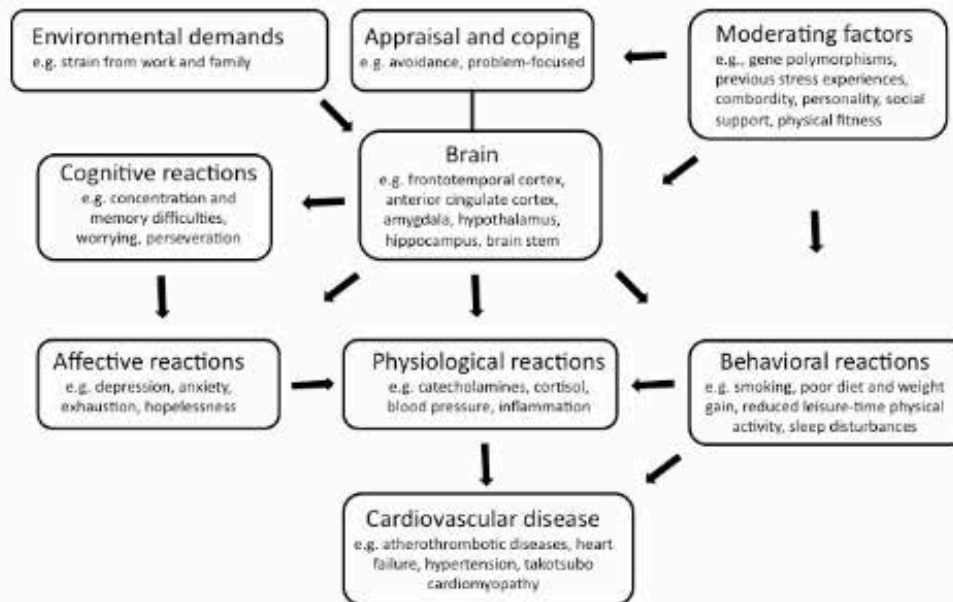 Environmental demands
e.g. strain from work and family
Appraisal and coping
e.g. avoidance, problem-focused
Moderating factors
e.g., gene polymorphisms,
previous stress experiences,
combordity, personality, social
support, physical fitness
Brain
e.g. frontotemporal cortex,
anterior cingulate cortex,
amygdala, hypothalamus,
hippocampus, brain stem
Cognitive reactions
e.g. concentration and
memory difficulties,
worrying, perseveration
Affective reactions
e.g. depression, anxiety,
exhaustion, hopelessness
Physiological reactions
e.g. catecholamines, cortisol,
blood pressure, inflammation
Behavioral reactions
e.g. smoking, poor diet and weight
gain, reduced leisure-time physical
activity, sleep disturbances
Cardiovascular disease
e.g. atherothrombotic diseases, heart
failure, hypertension, takotsubo
cardiomyopathy